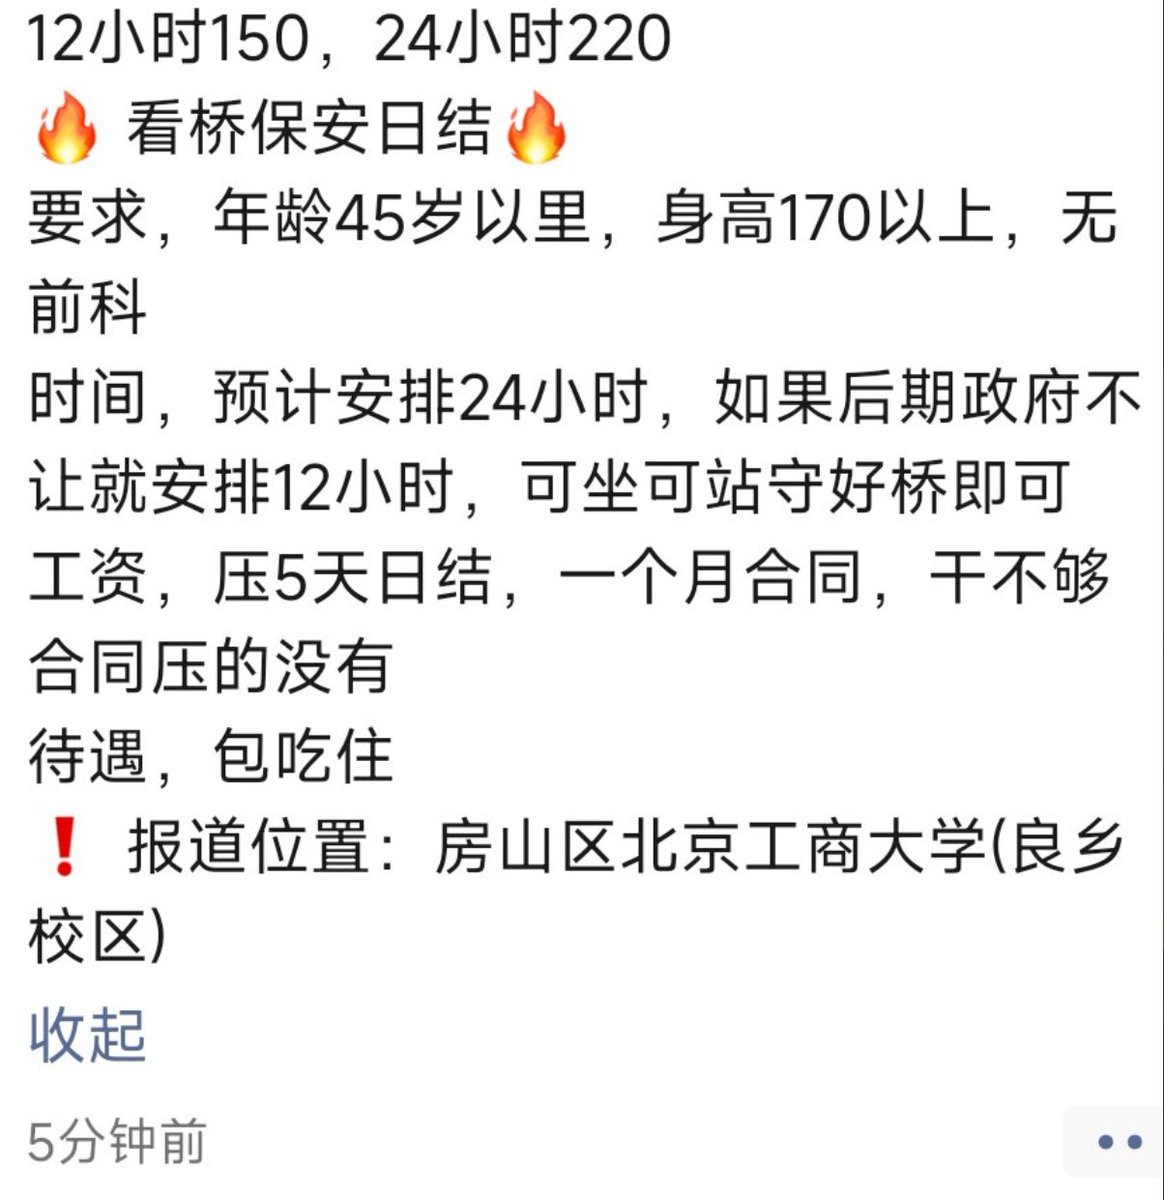 12小时150，24小时220
🔥 看桥保安日结🔥
要求，年龄45岁以里，身高170以上，无
前科
时间，预计安排24小时，如果后期政府不
让就安排12小时，可坐可站守好桥即可
工资，压5天日结，一个月合同，干不够
合同压的没有
待遇，包吃住
❗ 报道位置：房山区北京工商大学(良乡
校区)
收起
5分钟前